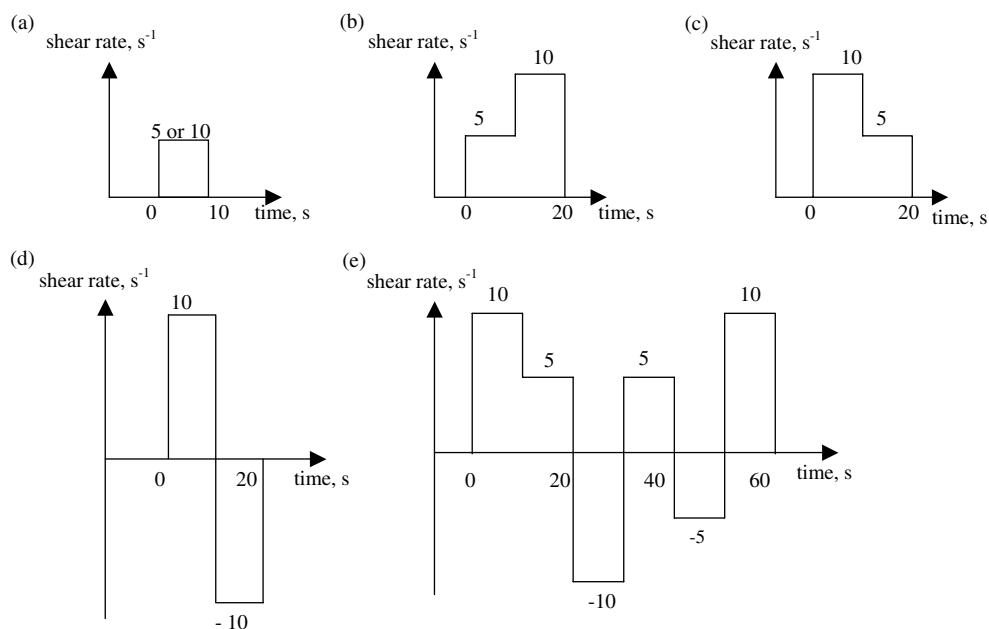 (a)
shear rate, s-1
5 or 10
0 10 time, s
(b)
shear rate, s-1
10
5
0 20 time, s
(c)
shear rate, s-1
10
5
0 20 time, s
(d)
shear rate, s-1
10
0 20 time, s
- 10
(e)
shear rate, s-1
10 5 5 10
0 20 40 60 time, s
-5
-10